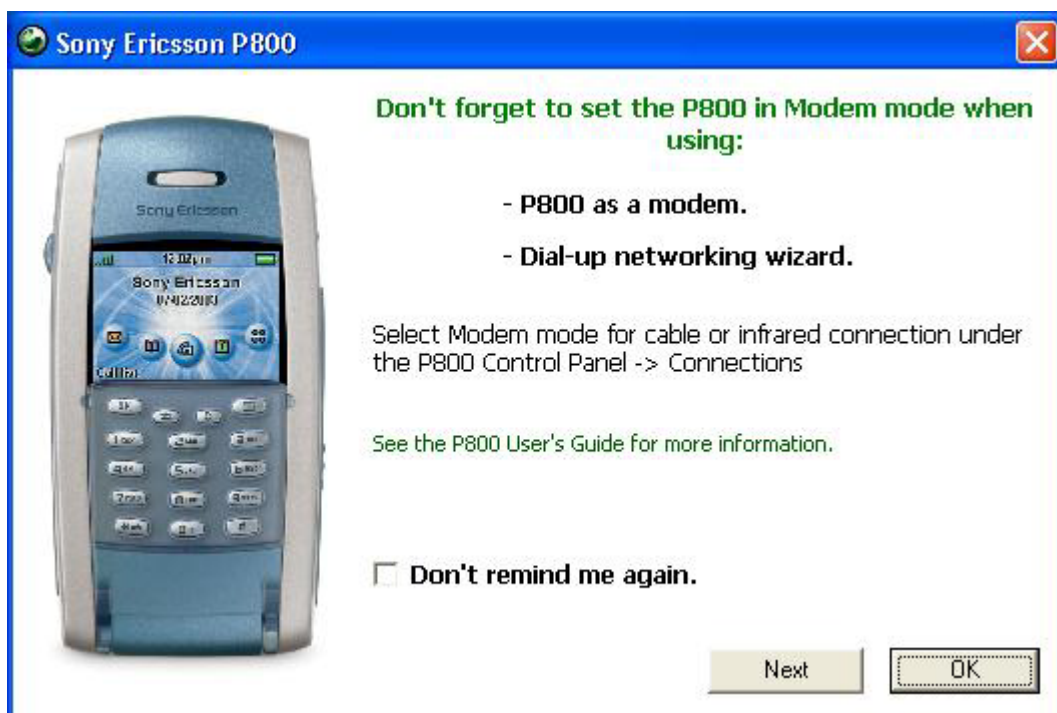 Sony Ericsson P800
Don't forget to set the P800 in Modem mode when
using:
- P800 as a modem.
- Dial-up networking wizard.
Select Modem mode for cable or infrared connection under
the P800 Control Panel -> Connections
See the P800 User's Guide for more information.
Don't remind me again.
Next
OK
Sony Ericsson
Sony Ericsson